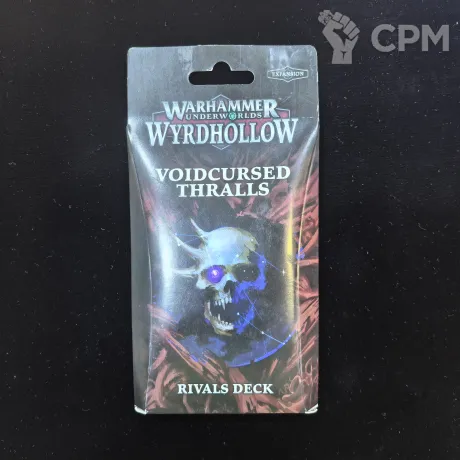 CPM
EXPANSION
WARHAMMER
UNDERWORLDS
WYRDHOLLOW
VOIDCURSED
THRALLS
RIVALS DECK